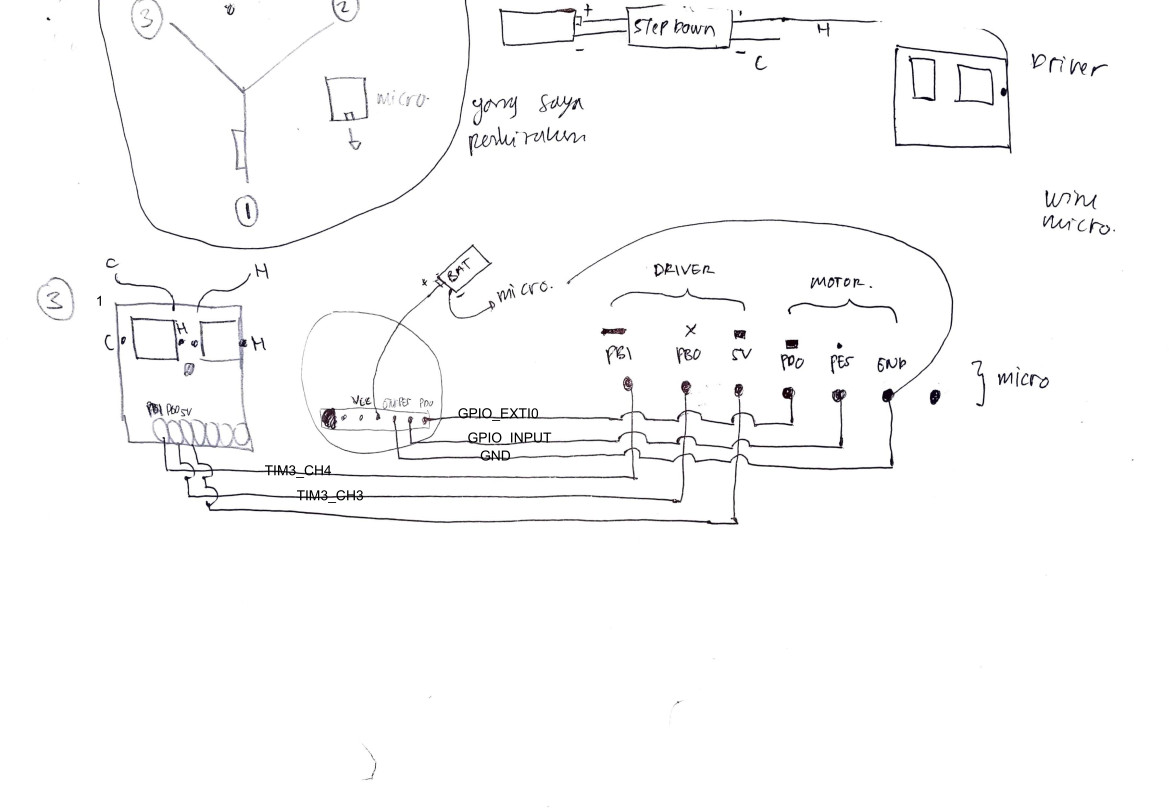 3
2
+
-
Step Down
H
- C
Driver
micro.
yang saya
perkirakan
1
wire
micro.
C
H
3
1
C
H
H
PB1 PB0 5V
+
BAT
-
micro.
DRIVER
MOTOR.
X
PB1
PB0
5V
PD0
PE5
GND
micro
VCC
GND PE5 PD0
GPIO_EXTI0
GPIO_INPUT
GND
TIM3_CH4
TIM3_CH3